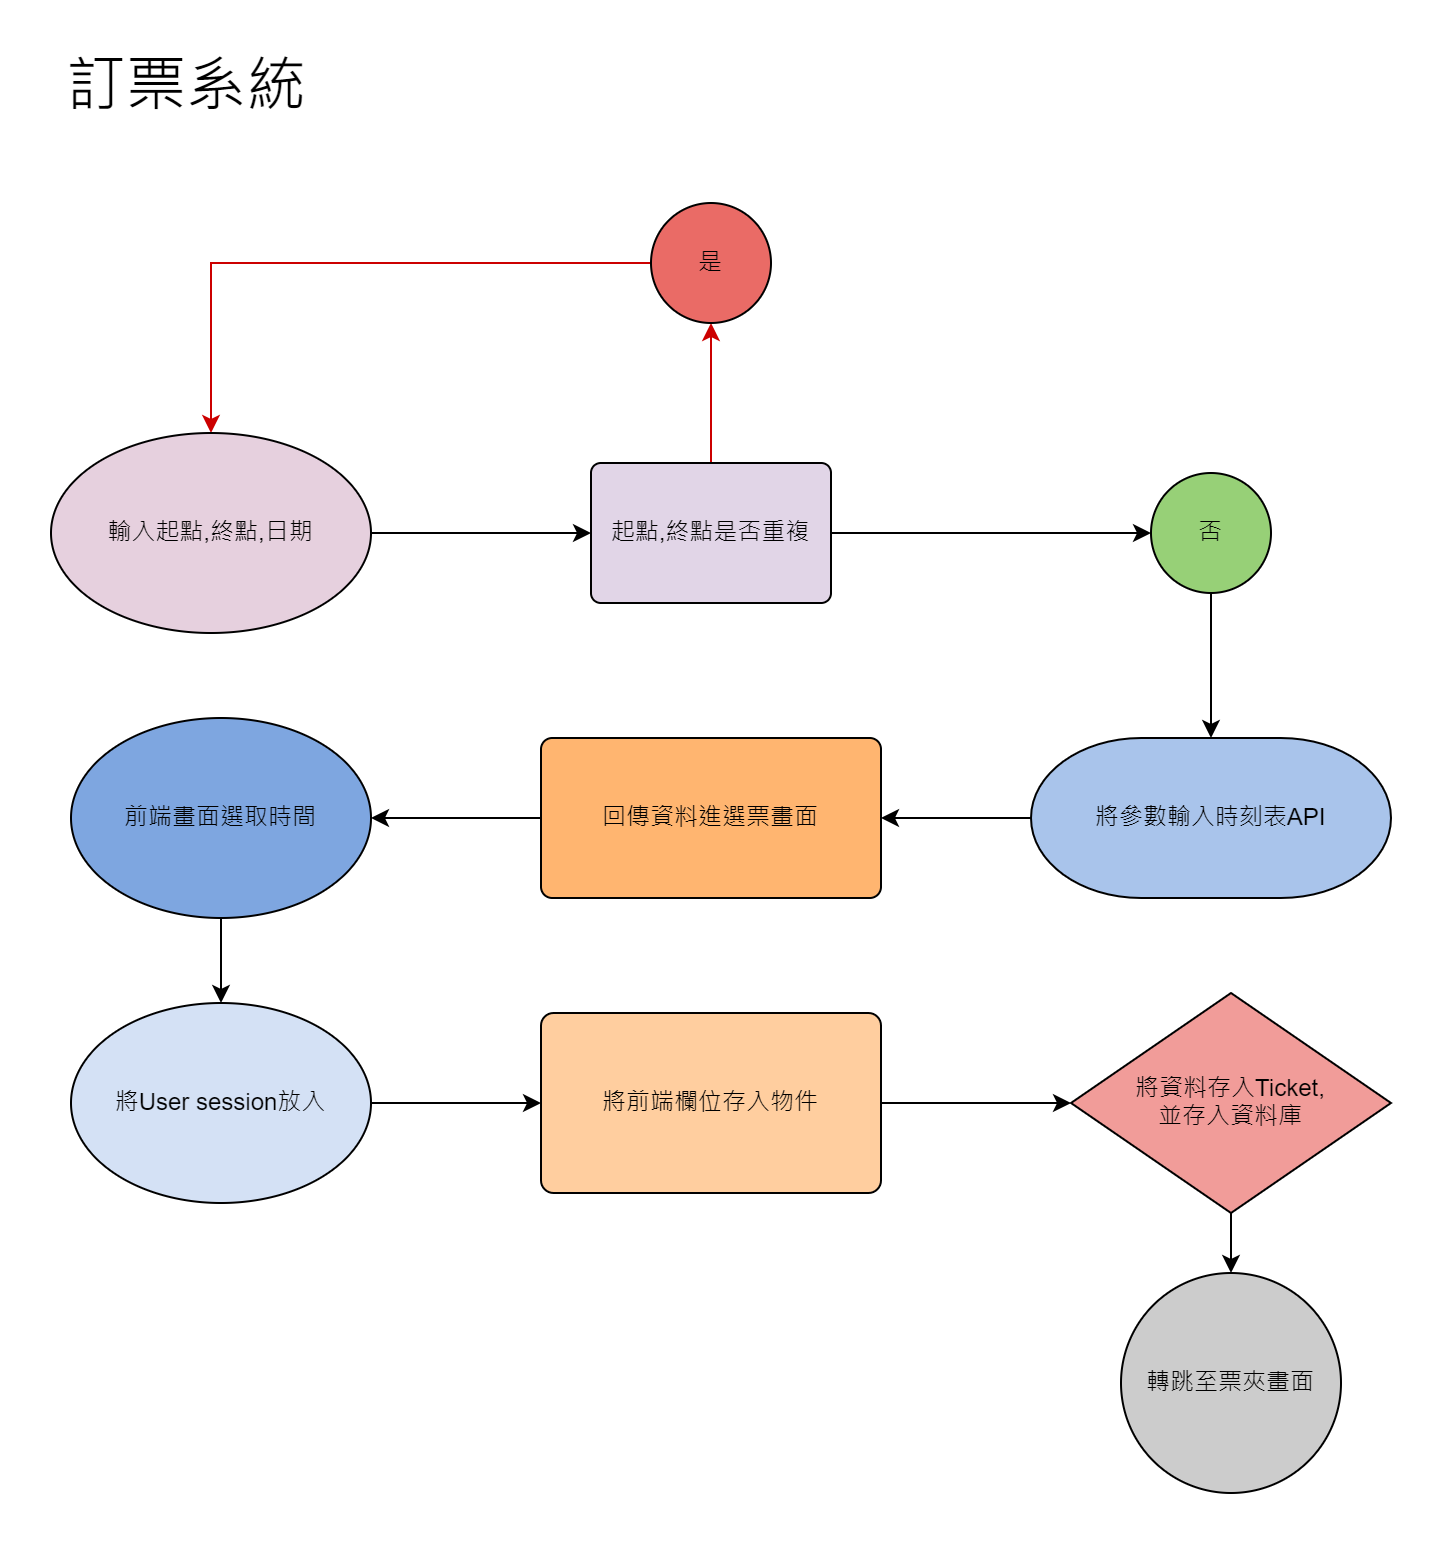 訂票系統
是
輸入起點,終點,日期
起點,終點是否重複
否
前端畫面選取時間
回傳資料進選票畫面
將參數輸入時刻表API
將User session放入
將前端欄位存入物件
將資料存入Ticket,
並存入資料庫
轉跳至票夾畫面